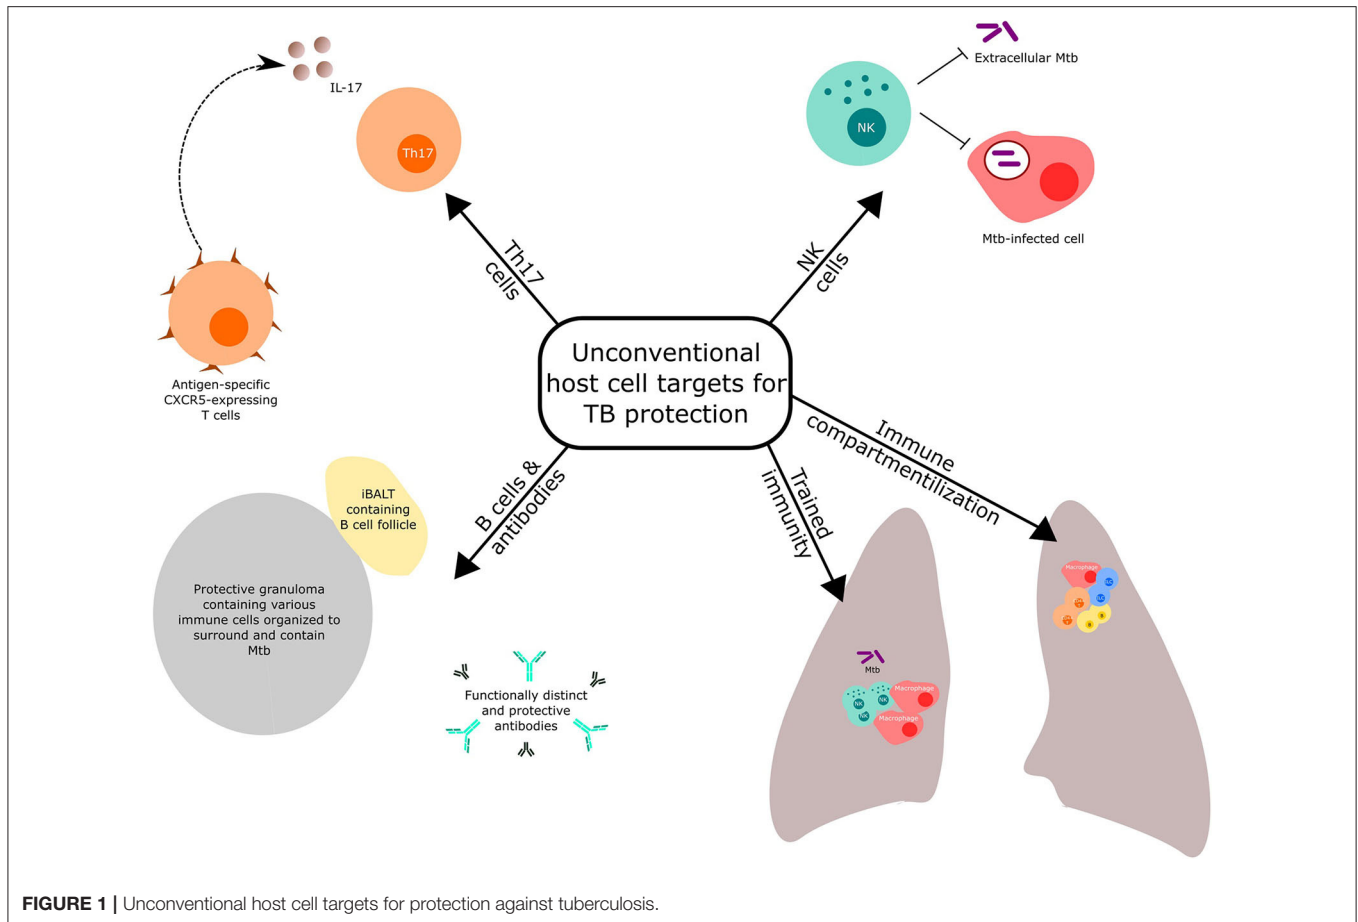 IL-17
Th17
Antigen-specific
CXCR5-expressing
T cells
NK
Extracellular Mtb
Mtb-infected cell
Th17
cells
NK
cells
Unconventional
host cell targets for
TB protection
B cells &
antibodies
Trained
immunity
Immune
compartmentilization
iBALT
containing
B cell follicle
Protective granuloma
containing various
immune cells organized to
surround and contain
Mtb
Functionally distinct
and protective
antibodies
Mtb
NK
NK
NK
Macrophage
Macrophage
Macrophage
B
B
FIGURE 1 | Unconventional host cell targets for protection against tuberculosis.